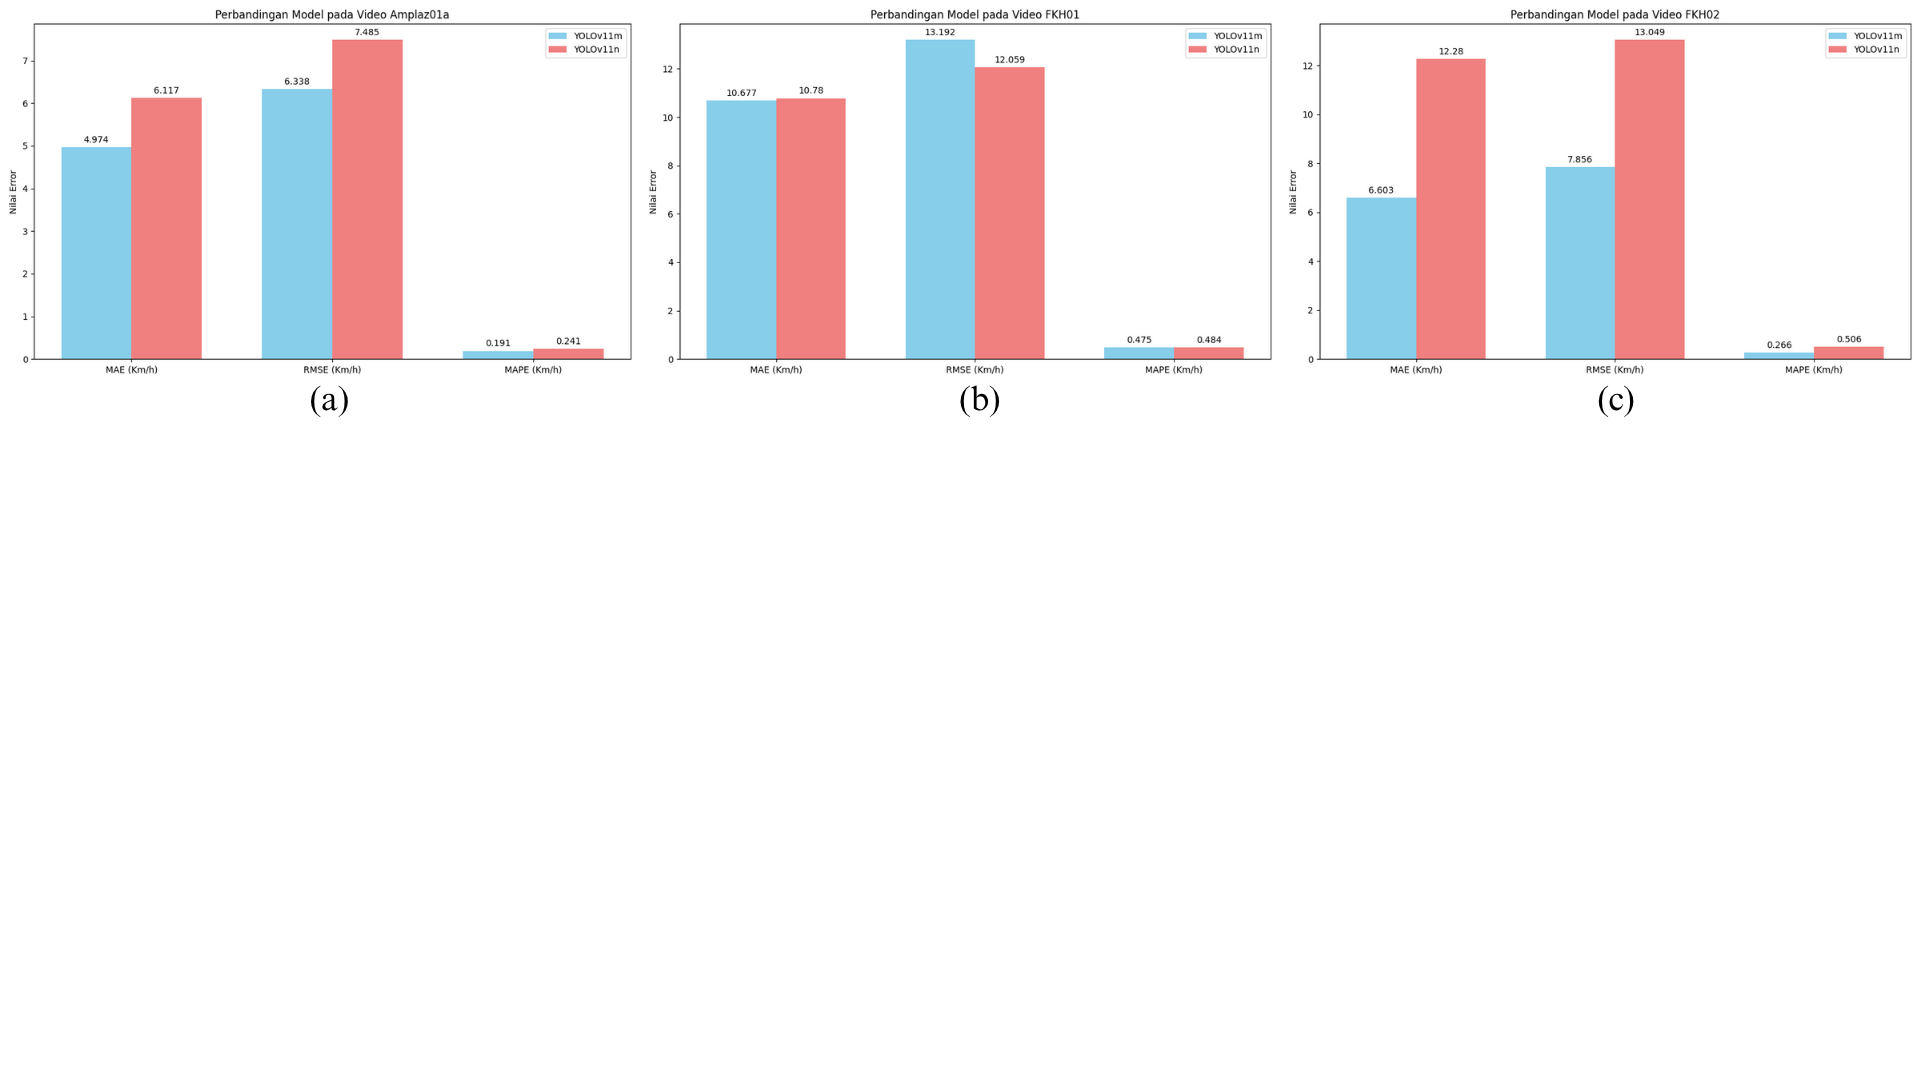 Perbandingan Model pada Video Amplaz01a
YOLOv11m
YOLOv11n
Nilai Error
7
6
5
4
3
2
1
0
4.974
6.117
6.338
7.485
0.191
0.241
MAE (Km/h)
RMSE (Km/h)
MAPE (Km/h)
(a)
Perbandingan Model pada Video FKH01
YOLOv11m
YOLOv11n
Nilai Error
12
10
8
6
4
2
0
10.677
10.78
13.192
12.059
0.475
0.484
MAE (Km/h)
RMSE (Km/h)
MAPE (Km/h)
(b)
Perbandingan Model pada Video FKH02
YOLOv11m
YOLOv11n
Nilai Error
12
10
8
6
4
2
0
6.603
12.28
7.856
13.049
0.266
0.506
MAE (Km/h)
RMSE (Km/h)
MAPE (Km/h)
(c)